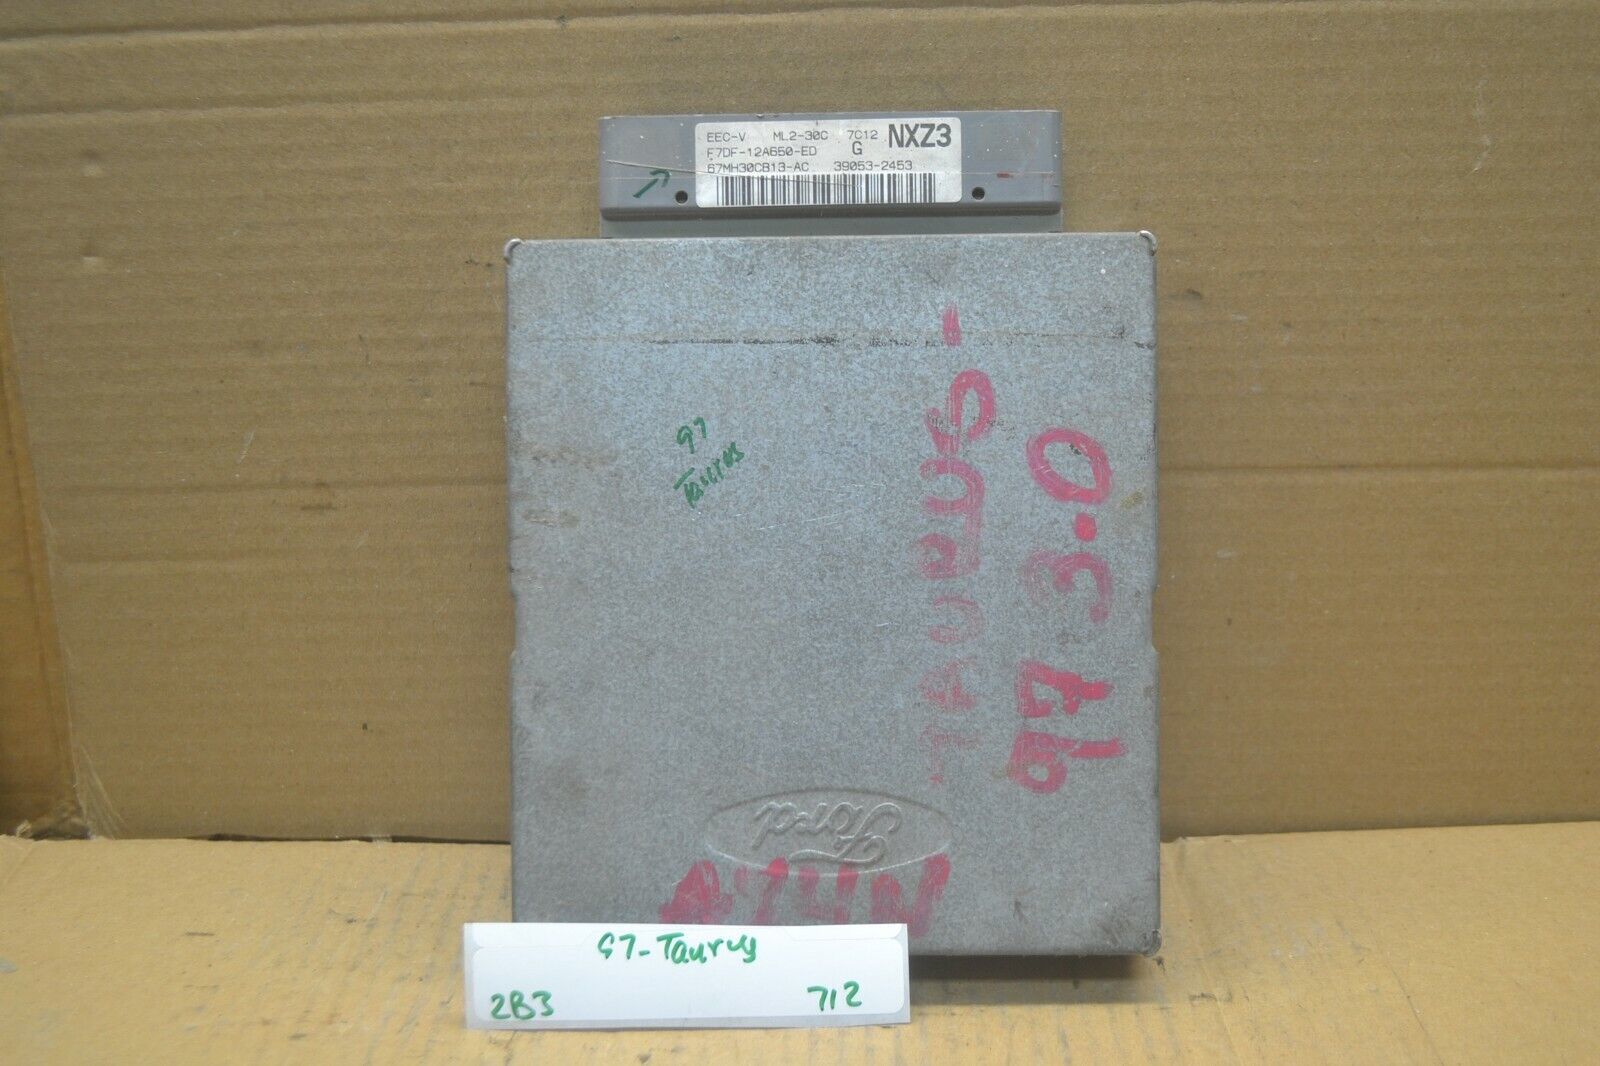 EEC-V ML2-30C 7C12 NXZ3
F7DF-12A650-ED G
67MH30CB13-AC 39053-2453
97
Taurus
97 3.0
Ford
97-Taurus
2B3 712